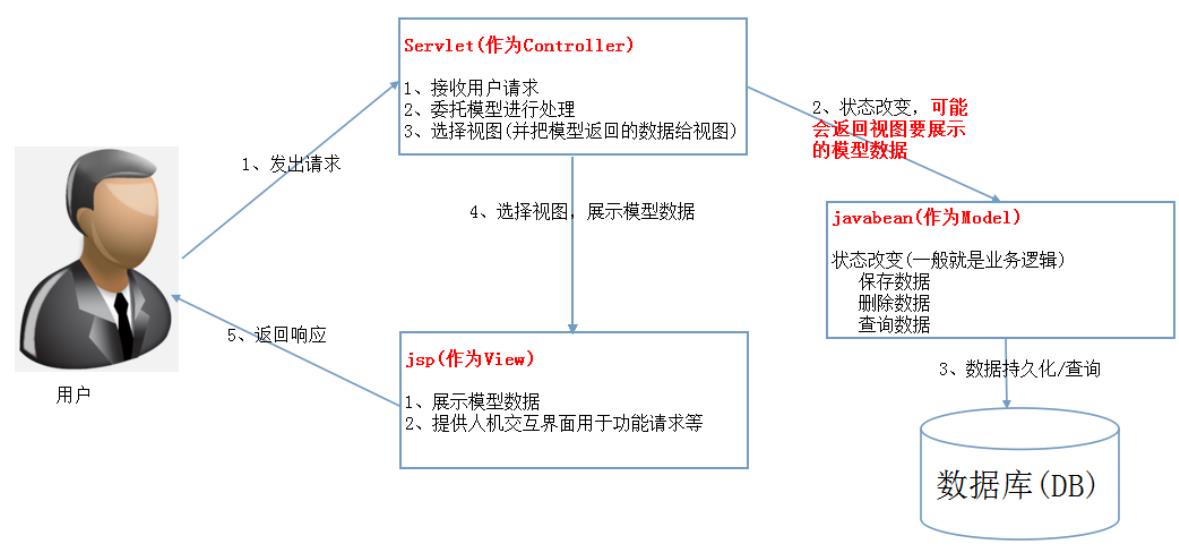 Servlet(作为Controller)
1、接收用户请求
2、委托模型进行处理
3、选择视图(并把模型返回的数据给视图)
1、发出请求
2、状态改变，可能
会返回视图要展示
的模型数据
4、选择视图，展示模型数据
javabean(作为Model)
状态改变(一般就是业务逻辑)
保存数据
删除数据
查询数据
5、返回响应
用户
jsp(作为View)
1、展示模型数据
2、提供人机交互界面用于功能请求等
3、数据持久化/查询
数据库(DB)